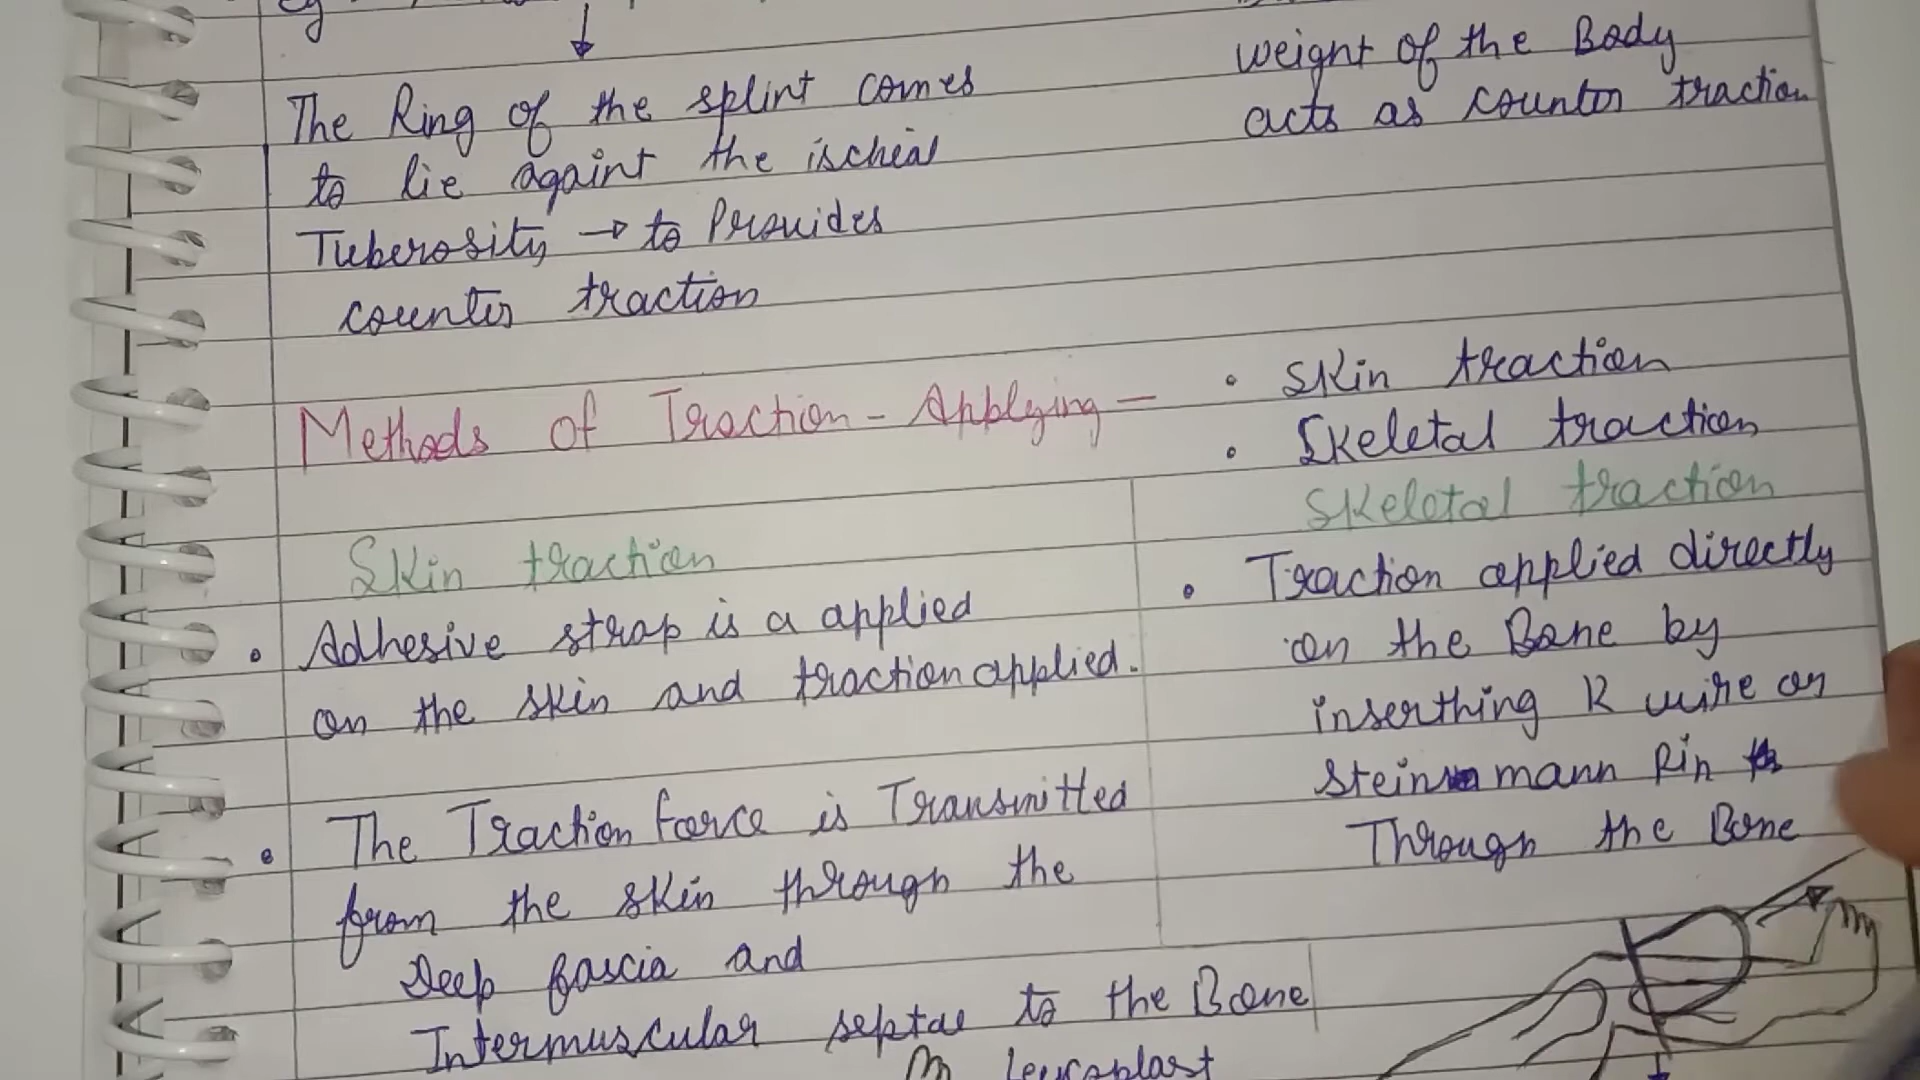 The Ring of the splint comes
to lie againt the ischial
Tuberosity → to Provides
counter traction
weight of the Body
acts as counter traction
Methods of Traction - Applying -
• Skin traction
• Skeletal traction
Skin traction
• Adhesive strap is a applied
on the skin and traction applied.
• The Traction force is Transmitted
from the skin through the
Deep fascia and
Intermuscular septae to the Bone
leucoplast
Skeletal traction
• Traction applied directly
on the Bone by
inserthing K wire or
stein mann Pin
Through the Bone